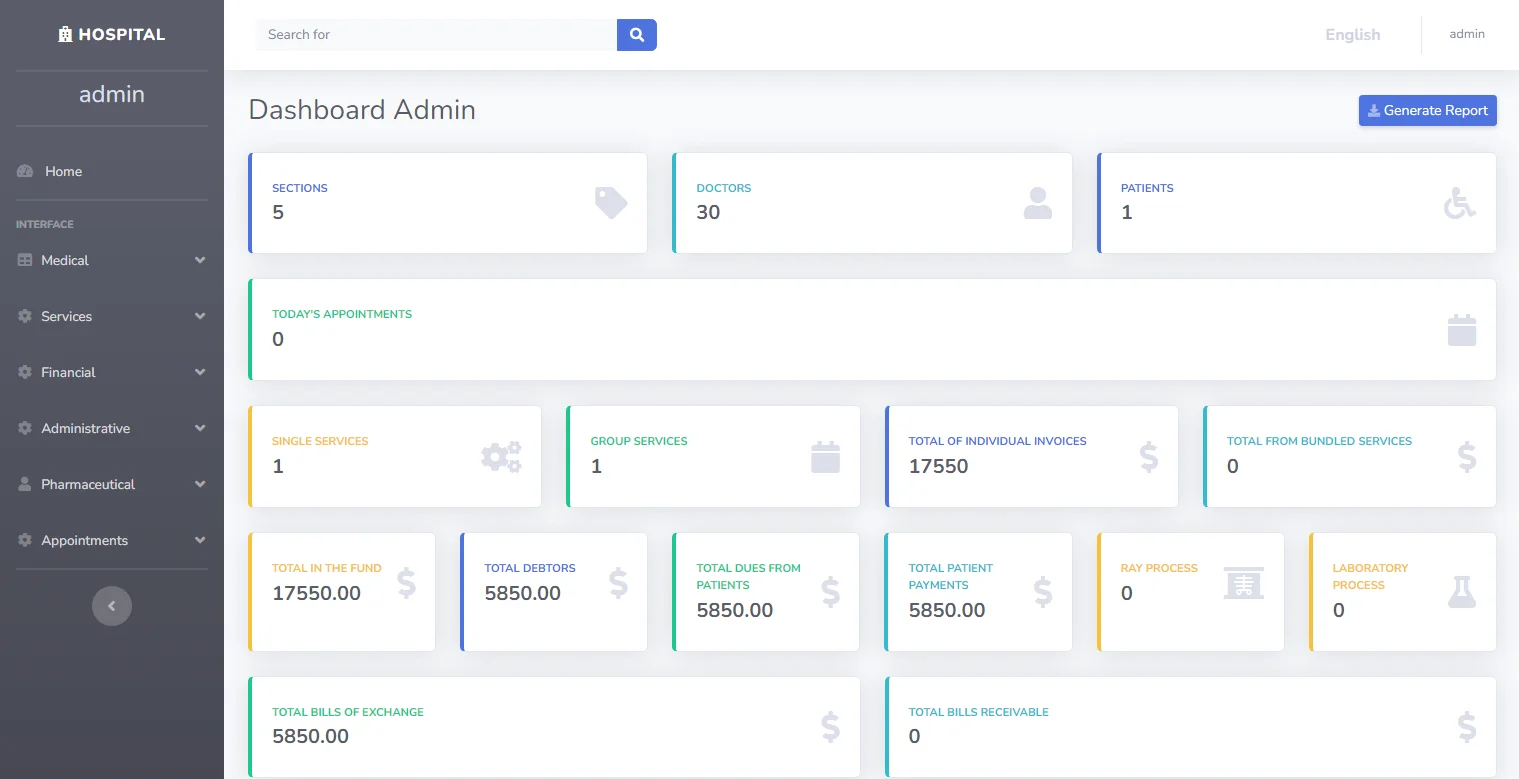 HOSPITAL
admin
Home
INTERFACE
Medical
Services
Financial
Administrative
Pharmaceutical
Appointments
Search for
English
admin
Dashboard Admin
Generate Report
SECTIONS
5
DOCTORS
30
PATIENTS
1
TODAY'S APPOINTMENTS
0
SINGLE SERVICES
1
GROUP SERVICES
1
TOTAL OF INDIVIDUAL INVOICES
17550
TOTAL FROM BUNDLED SERVICES
0
TOTAL IN THE FUND
17550.00
TOTAL DEBTORS
5850.00
TOTAL DUES FROM
PATIENTS
5850.00
TOTAL PATIENT
PAYMENTS
5850.00
RAY PROCESS
0
LABORATORY
PROCESS
0
TOTAL BILLS OF EXCHANGE
5850.00
TOTAL BILLS RECEIVABLE
0